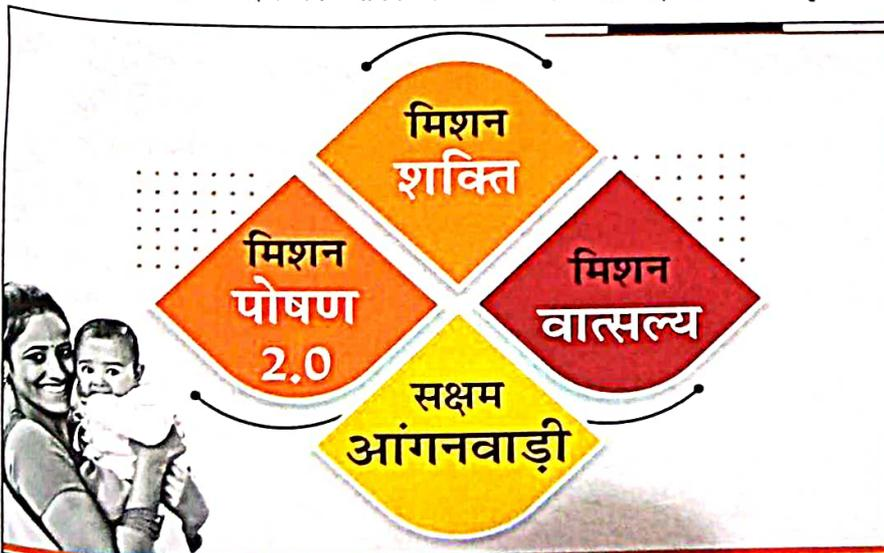 मिशन
शक्ति
मिशन
पोषण
2.0
मिशन
वात्सल्य
सक्षम
आंगनवाड़ी